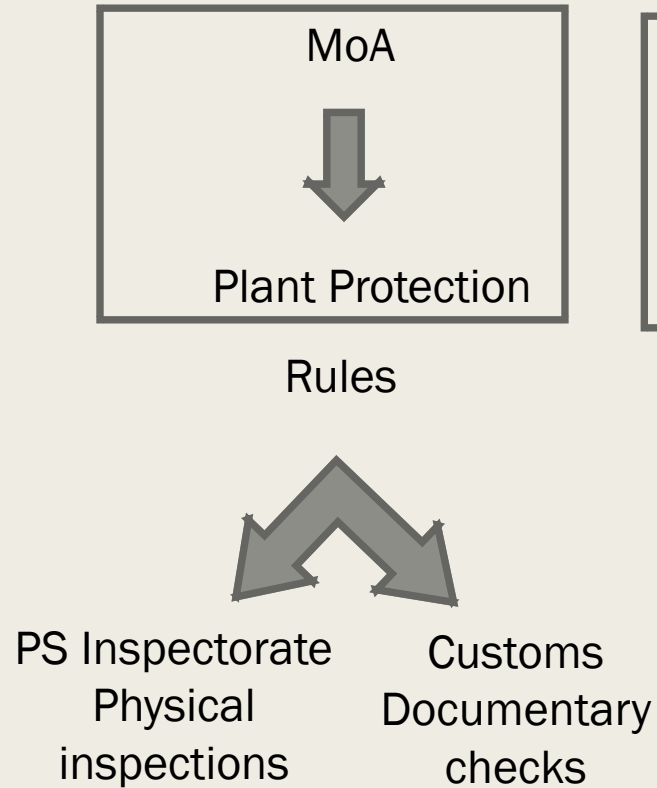 MoA
Plant Protection
Rules
PS Inspectorate
Physical
inspections
Customs
Documentary
checks